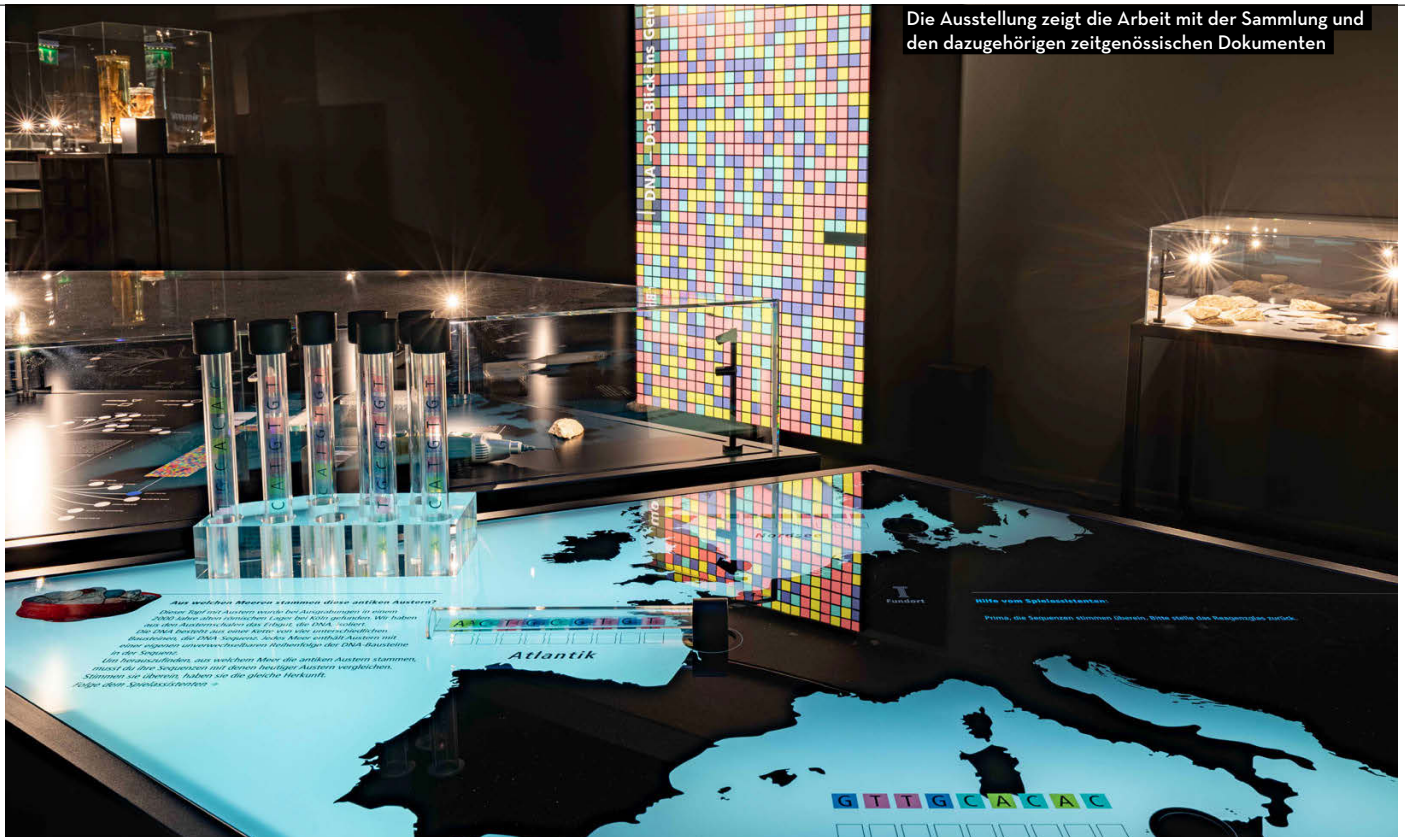 Die Ausstellung zeigt die Arbeit mit der Sammlung und
den dazugehörigen zeitgenössischen Dokumenten
DNA – Der Blick ins Gen
Nordsee
Fundort
Hilfe vom Spielassistenten:
Prima, die Sequenzen stimmen überein. Bitte stelle das Reagenzglas zurück.
Aus welchen Meeren stammen diese antiken Austern?
Dieser Topf mit Austern wurde bei Ausgrabungen in einem
2000 Jahre alten römischen Lager bei Köln gefunden. Wir haben
aus den Austernschalen das Erbgut, die DNA, isoliert.
Die DNA besteht aus einer Kette von vier unterschiedlichen
Bausteinen, die DNA-Sequenz. Jedes Meer enthält Austern mit
einer eigenen unverwechselbaren Reihenfolge der DNA-Bausteine
in der Sequenz.
Um herauszufinden, aus welchem Meer die antiken Austern stammen,
musst du ihre Sequenzen mit denen heutiger Austern vergleichen.
Stimmen sie überein, haben sie die gleiche Herkunft.
Folge dem Spielassistenten →
Atlantik
GTTGCACAC